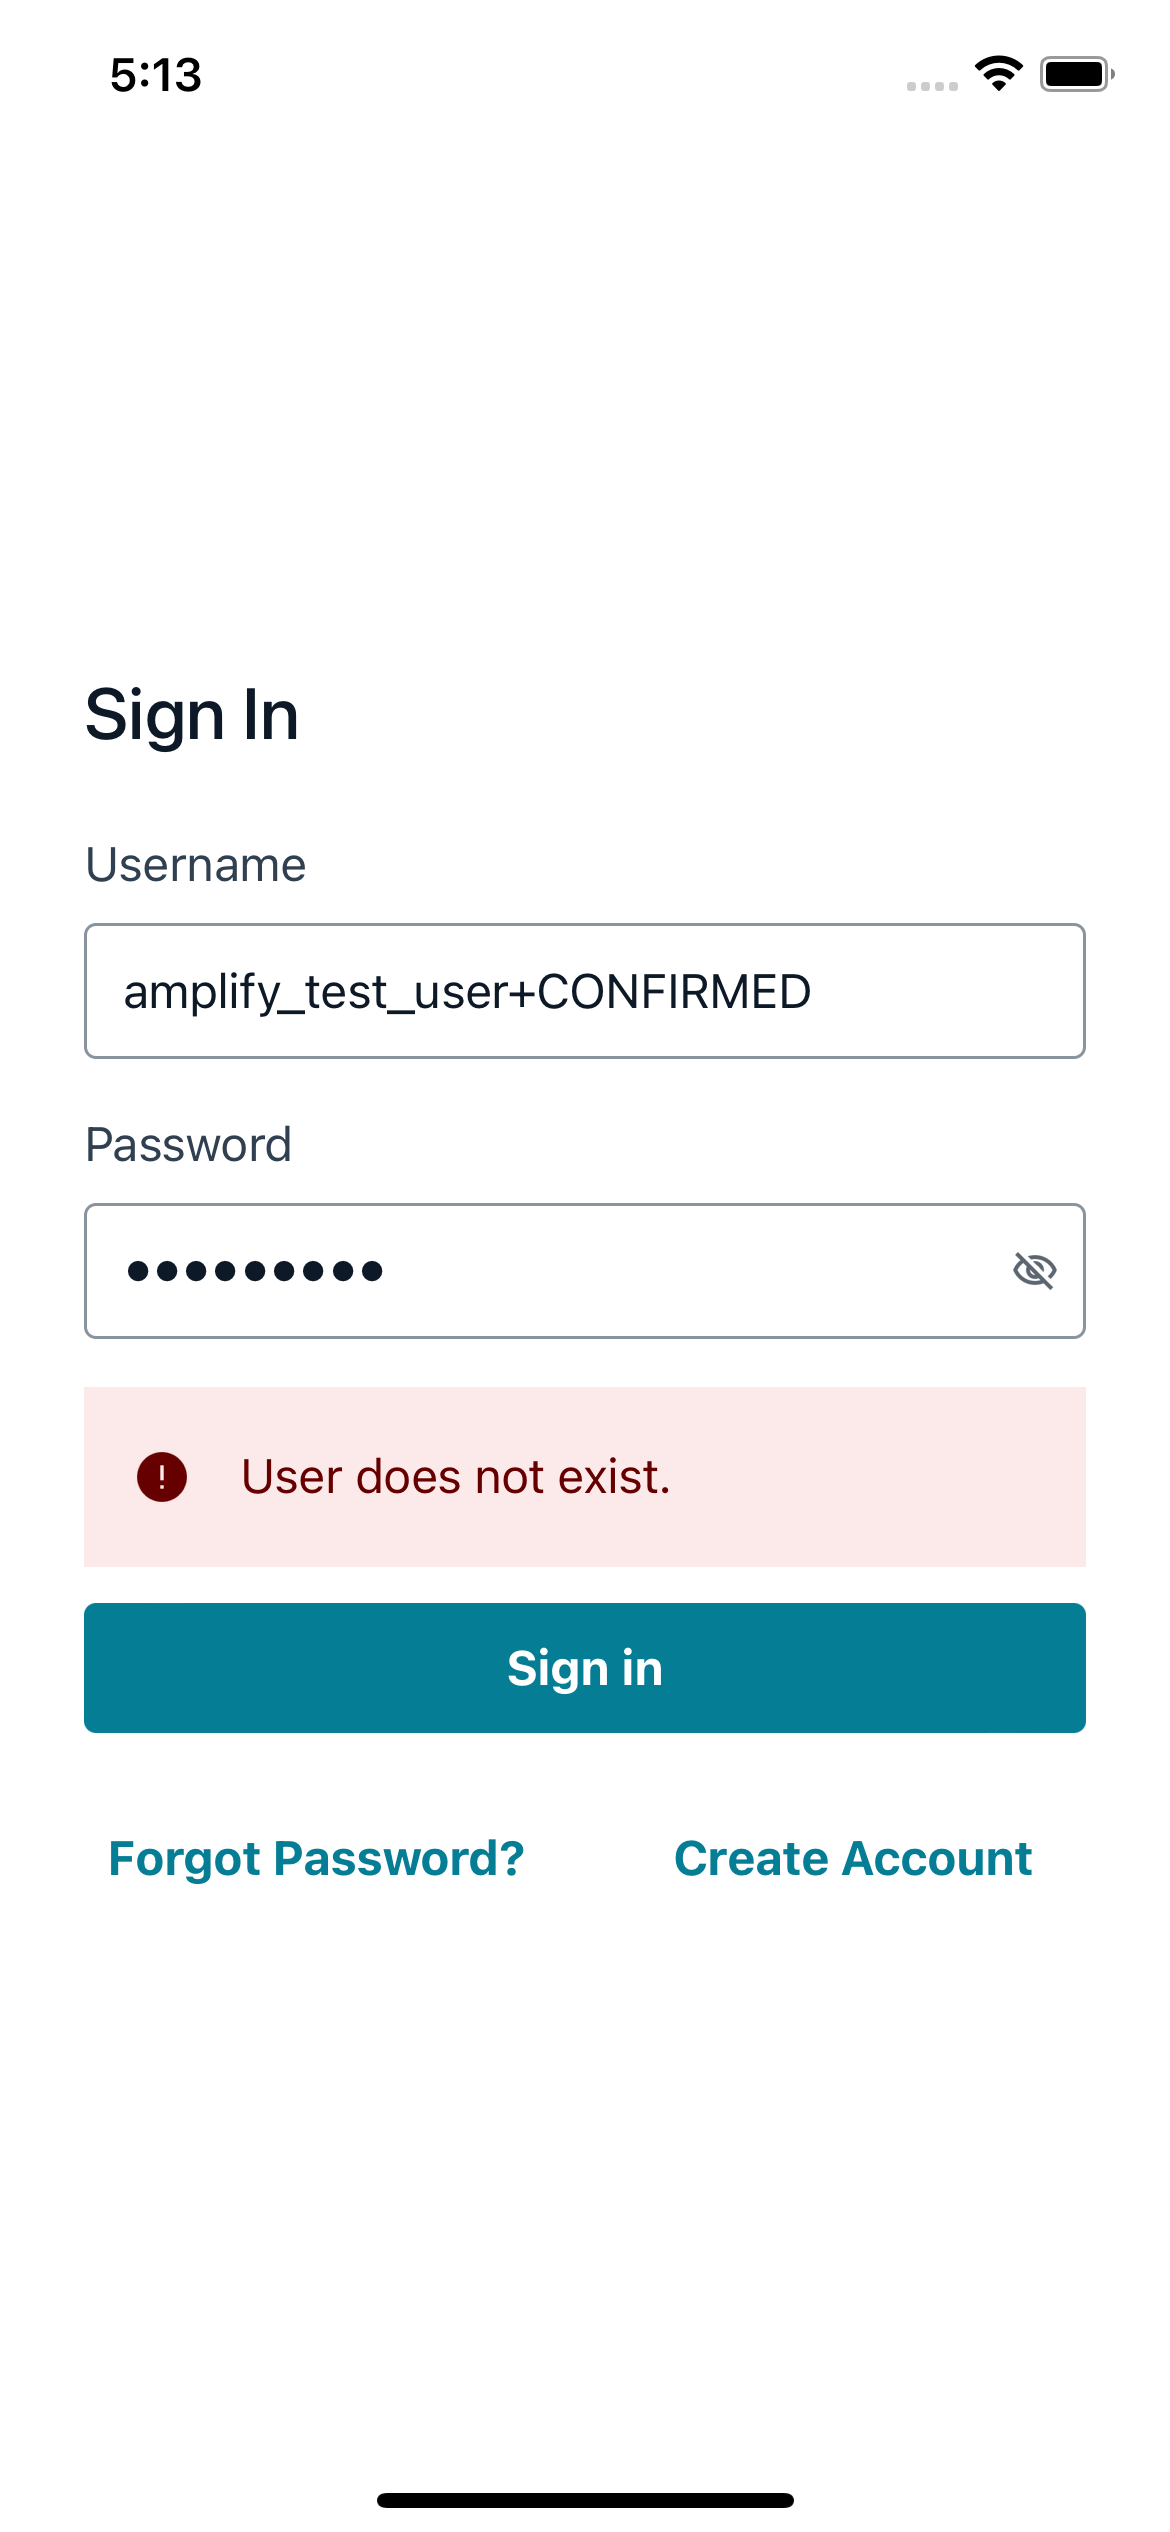 5:13
Sign In
Username
amplify_test_user+CONFIRMED
Password
User does not exist.
Sign in
Forgot Password? Create Account